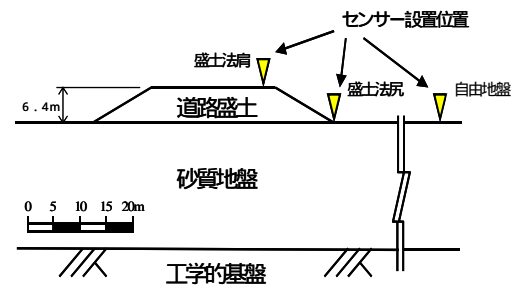 センサー設置位置
盛土法肩
盛土法尻
自由地盤
6.4m
道路盛土
砂質地盤
0 5 10 15 20m
工学的基盤